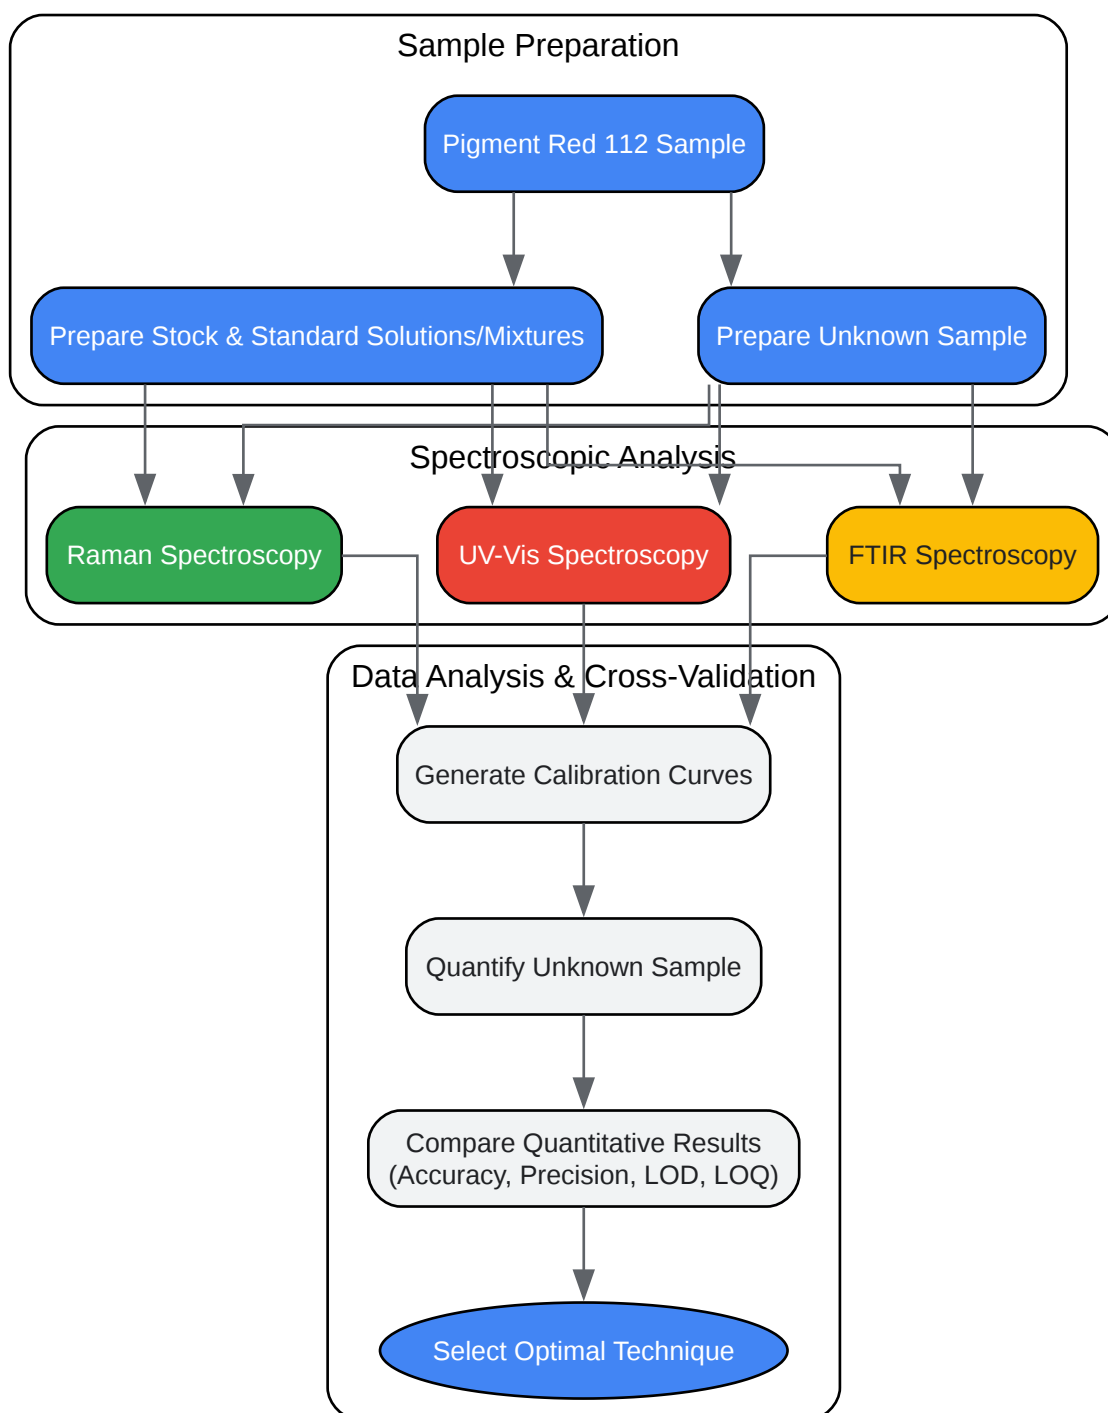 Sample Preparation
Pigment Red 112 Sample
Prepare Stock & Standard Solutions/Mixtures
Prepare Unknown Sample
Spectroscopic Analysis
Raman Spectroscopy
UV-Vis Spectroscopy
FTIR Spectroscopy
Data Analysis & Cross-Validation
Generate Calibration Curves
Quantify Unknown Sample
Compare Quantitative Results
(Accuracy, Precision, LOD, LOQ)
Select Optimal Technique